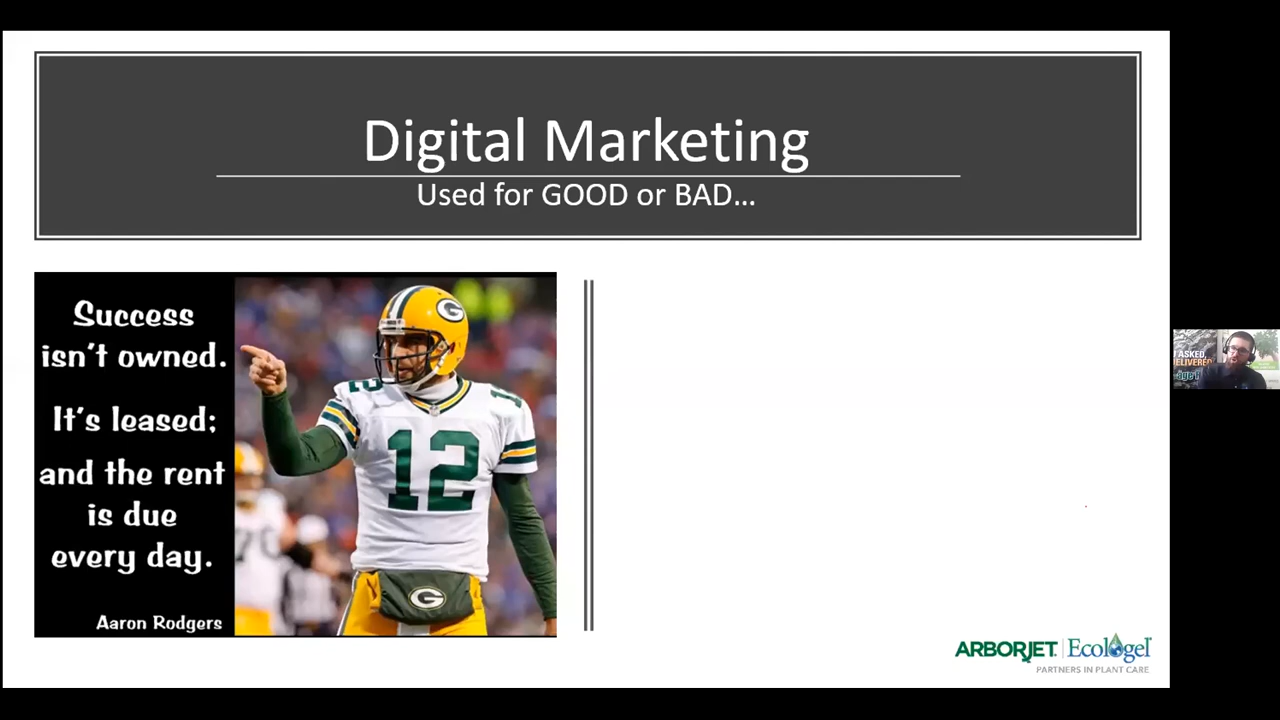 Digital Marketing
Used for GOOD or BAD...
Success
isn't owned.
It's leased;
and the rent
is due
every day.
Aaron Rodgers
G
12
G
ARBORJET. Ecologel
PARTNERS IN PLANT CARE
ASKED,